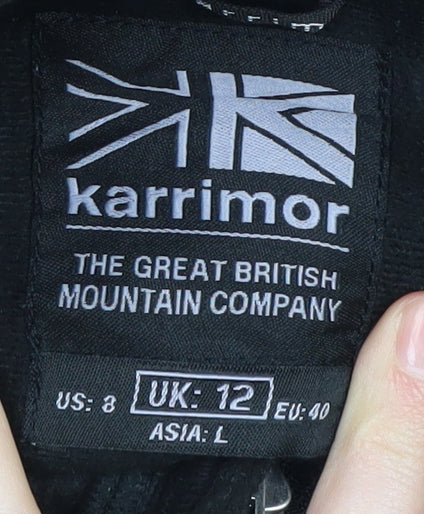 karrimor
THE GREAT BRITISH
MOUNTAIN COMPANY
US: 8 UK: 12 EU: 40
ASIA: L